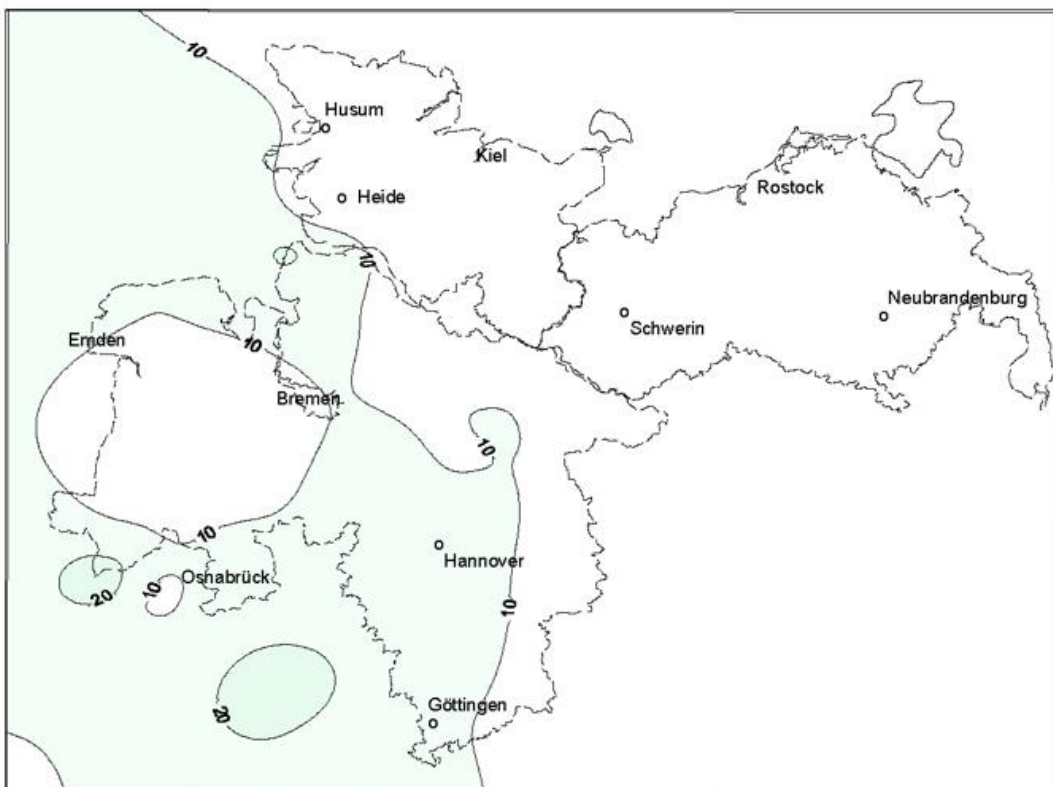 10
Husum
Kiel
Heide
Rostock
10
Neubrandenburg
Schwerin
Emden
10
Bremen
10
10
Hannover
Osnabrück
10
20
10
Göttingen
20